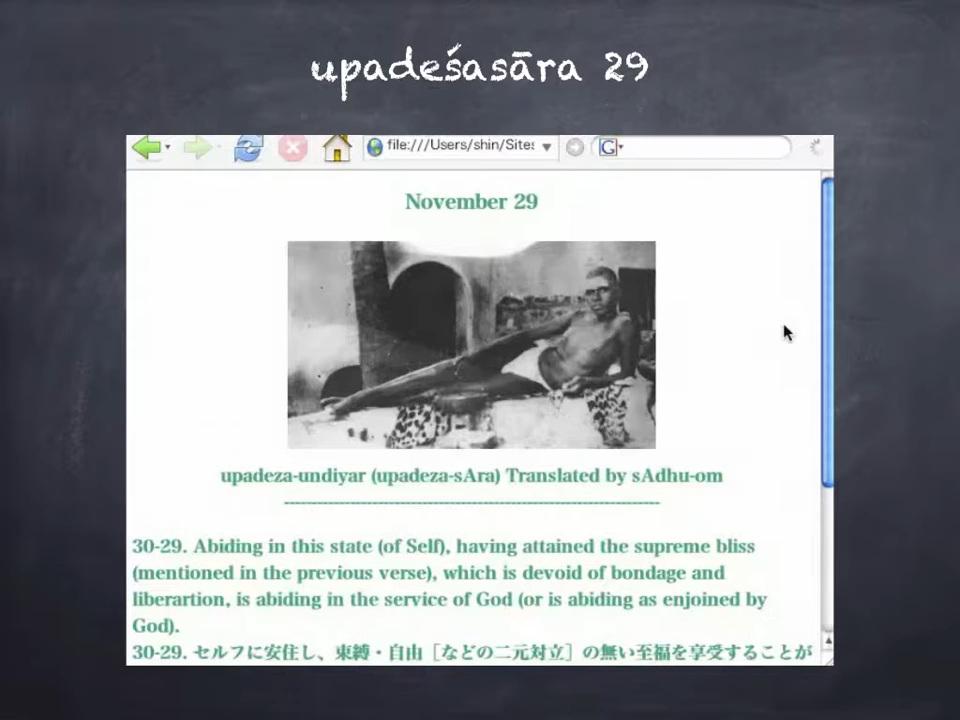 upadeśasāra 29
file:///Users/shin/Sites
G
November 29
upadeza-undiyar (upadeza-sAra) Translated by sAdhu-om
30-29. Abiding in this state (of Self), having attained the supreme bliss
(mentioned in the previous verse), which is devoid of bondage and
liberartion, is abiding in the service of God (or is abiding as enjoined by
God).
30-29. セルフに安住し、束縛・自由［などの二元対立］の無い至福を享受することが